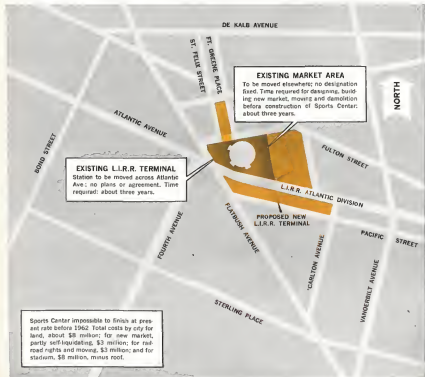 DE KALB AVENUE
FT. GREENE PLACE
ST. FELIX STREET
EXISTING MARKET AREA
To be moved elsewhere; no designation
fixed. Time required for designing, build-
ing new market, moving and demolition
before construction of Sports Center:
about three years.
NORTH
ATLANTIC AVENUE
BOND STREET
FULTON STREET
EXISTING L.I.R.R. TERMINAL
Station to be moved across Atlantic
Ave; no plans or agreement. Time
required: about three years.
L.I.R.R. ATLANTIC DIVISION
PROPOSED NEW
L.I.R.R. TERMINAL
FOURTH AVENUE
FLATBUSH AVENUE
PACIFIC STREET
CARLTON AVENUE
VANDERBILT AVENUE
STERLING PLACE
Sports Center impossible to finish at pres-
ent rate before 1962. Total costs by city for
land, about $8 million; for new market,
partly self-liquidating, $3 million; for rail-
road rights and moving, $3 million; and for
stadium, $8 million, minus roof.